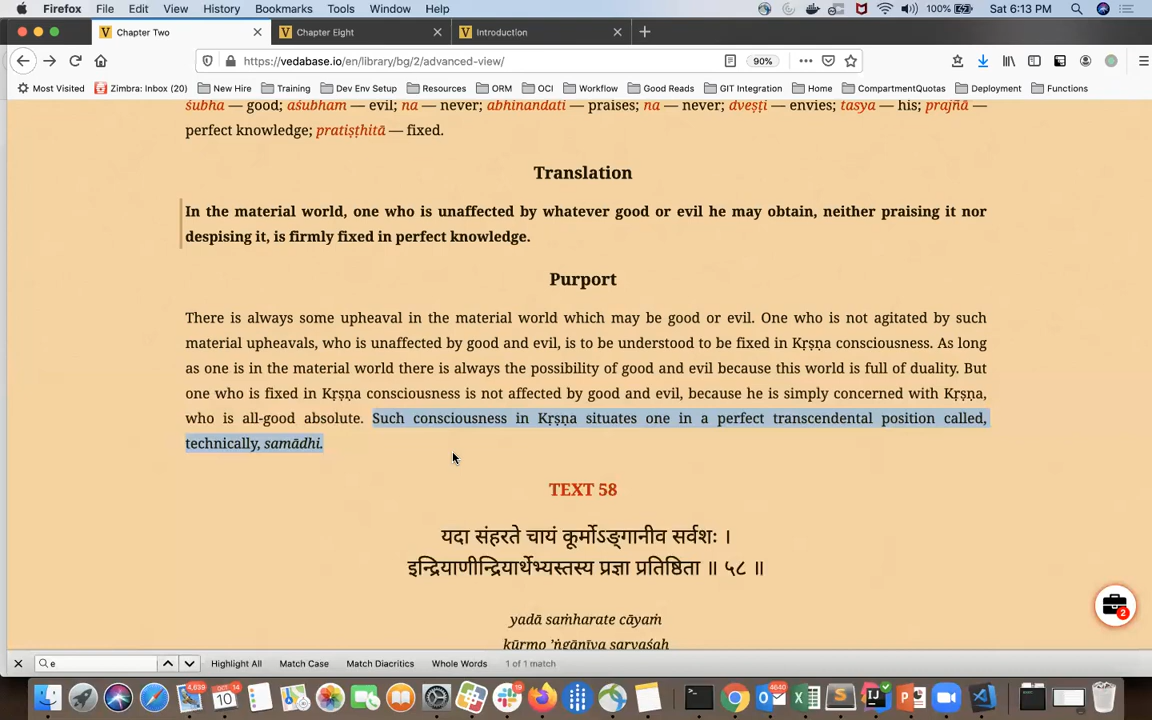 Firefox File Edit View History Bookmarks Tools Window Help 100% Sat 6:13 PM
Chapter Two Chapter Eight Introduction
https://vedabase.io/en/library/bg/2/advanced-view/ 90%
Most Visited Zimbra: Inbox (20) Training New Hire Dev Env Setup Resources ORM OCI Workflow Good Reads GIT Integration Home CompartmentQuotes Deployment Functions
śubha — good; aśubham — evil; na — never; abhinandati — praises; na — never; dveṣṭi — envies; tasya — his; prajñā —
perfect knowledge; pratiṣṭhitā — fixed.
Translation
In the material world, one who is unaffected by whatever good or evil he may obtain, neither praising it nor
despising it, is firmly fixed in perfect knowledge.
Purport
There is always some upheaval in the material world which may be good or evil. One who is not agitated by such
material upheavals, who is unaffected by good and evil, is to be understood to be fixed in Kṛṣṇa consciousness. As long
as one is in the material world there is always the possibility of good and evil because this world is full of duality. But
one who is fixed in Kṛṣṇa consciousness is not affected by good and evil, because he is simply concerned with Kṛṣṇa,
who is all-good absolute. Such consciousness in Kṛṣṇa situates one in a perfect transcendental position called,
technically, samādhi.
TEXT 58
यदा संहरते चायं कूर्मोऽङ्गानीव सर्वशः ।
इन्द्रियाणीन्द्रियार्थेभ्यस्तस्य प्रज्ञा प्रतिष्ठिता ॥ ५८ ॥
yadā saṁharate cāyaṁ
kūrmo ’ṅgānīva sarvaśaḥ
2
e Highlight All Match Case Match Diacritics Whole Words 1 of 1 match
4,639 OCT 14 10 19 4640